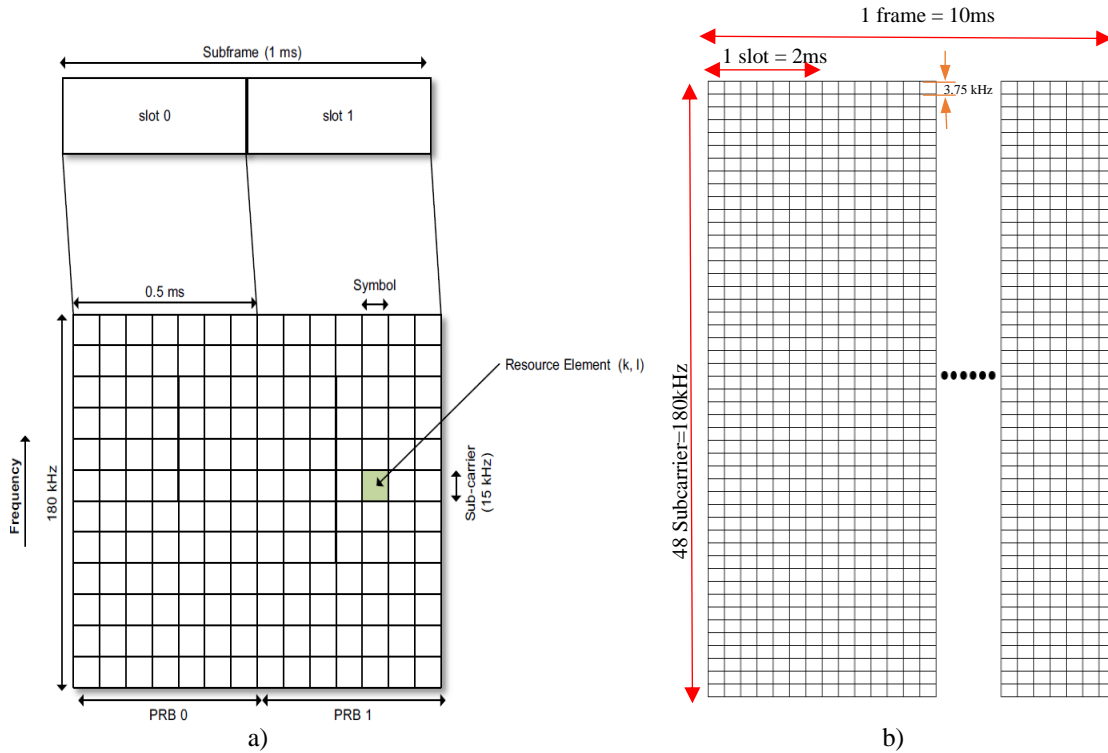 Subframe (1 ms)
slot 0
slot 1
0.5 ms
Symbol
Resource Element (k, l)
Frequency
180 kHz
Sub-carrier
(15 kHz)
PRB 0
PRB 1
a)
1 frame = 10ms
1 slot = 2ms
3.75 kHz
48 Subcarrier=180kHz
b)